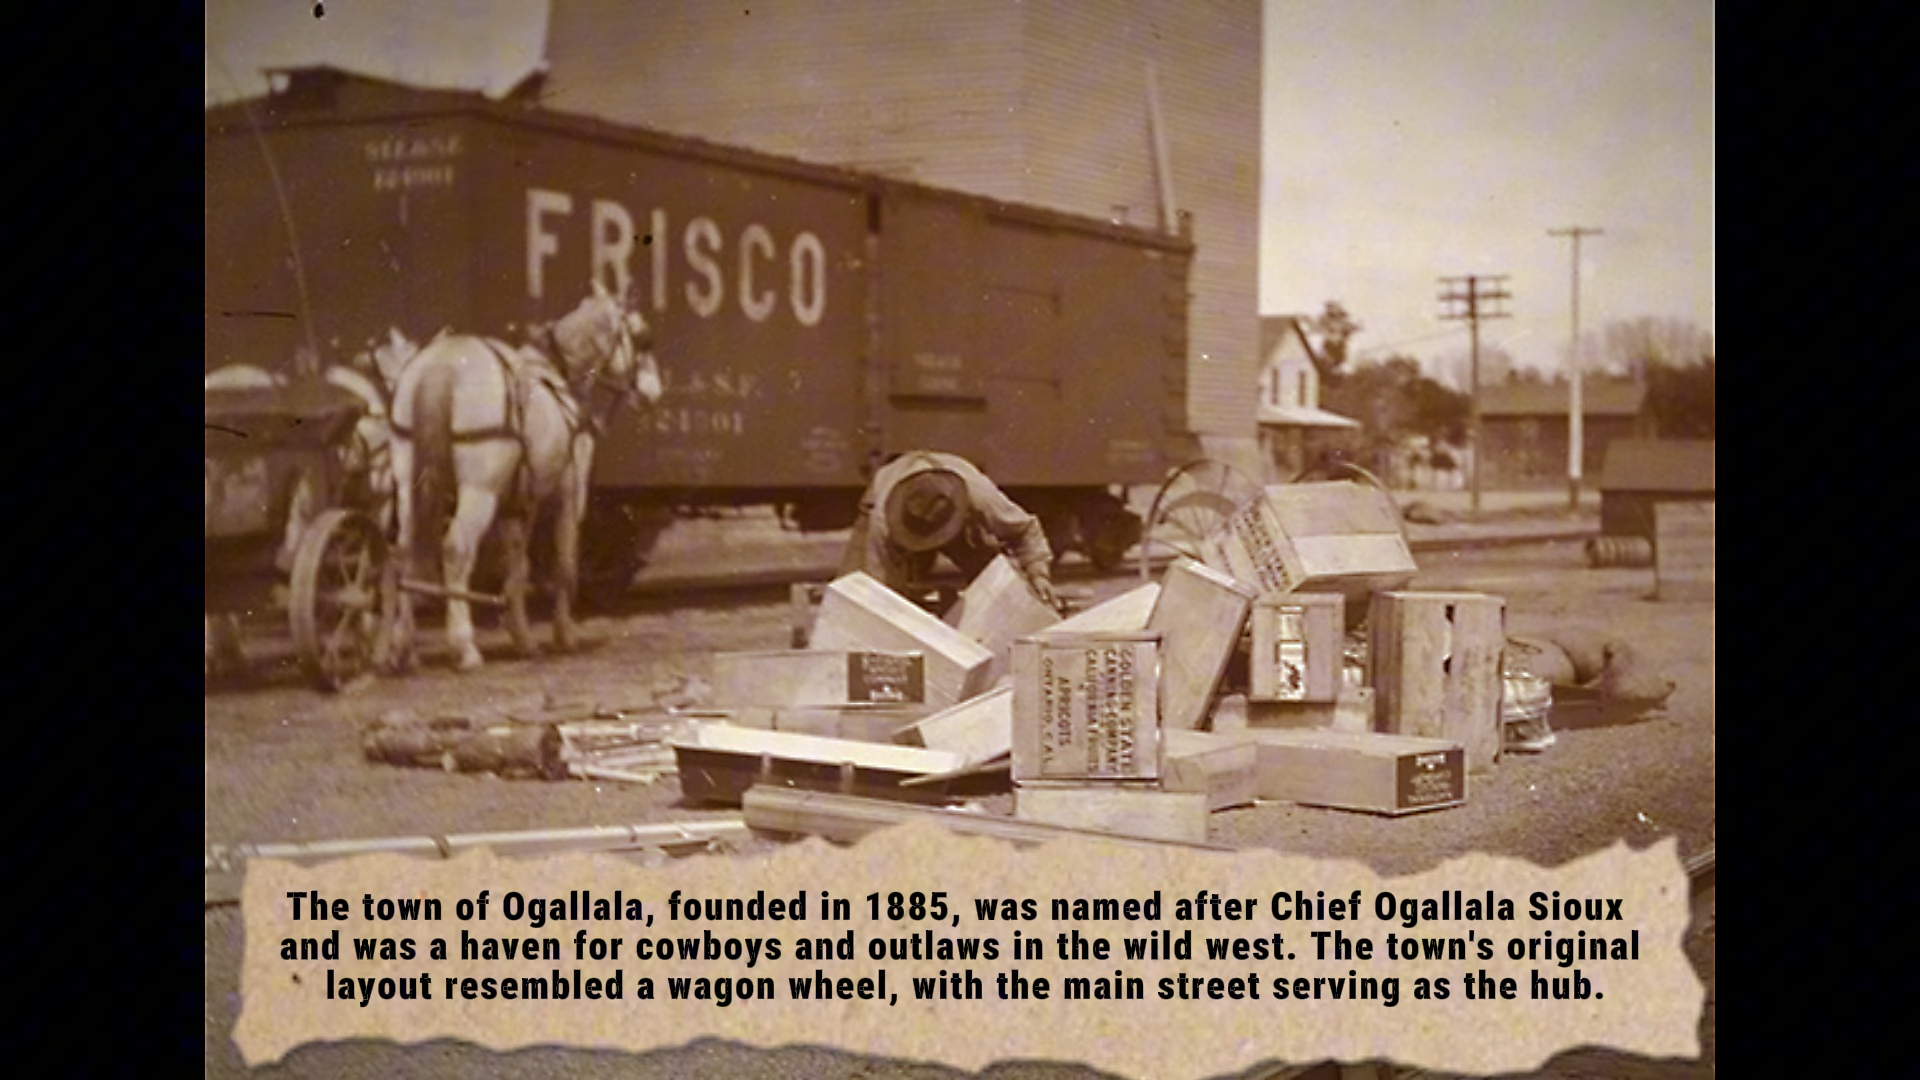 FRISCO
GOLDEN STATE
CANNING COMPANY
CALIFORNIA FRUITS
APRICOTS
ONTARIO, CAL.
The town of Ogallala, founded in 1885, was named after Chief Ogallala Sioux
and was a haven for cowboys and outlaws in the wild west. The town's original
layout resembled a wagon wheel, with the main street serving as the hub.